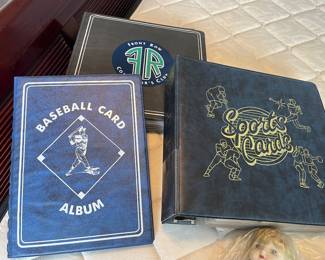 FRONT ROW
FR
COLLECTOR'S CLUB
BASEBALL CARD
ALBUM
Sports
Cards